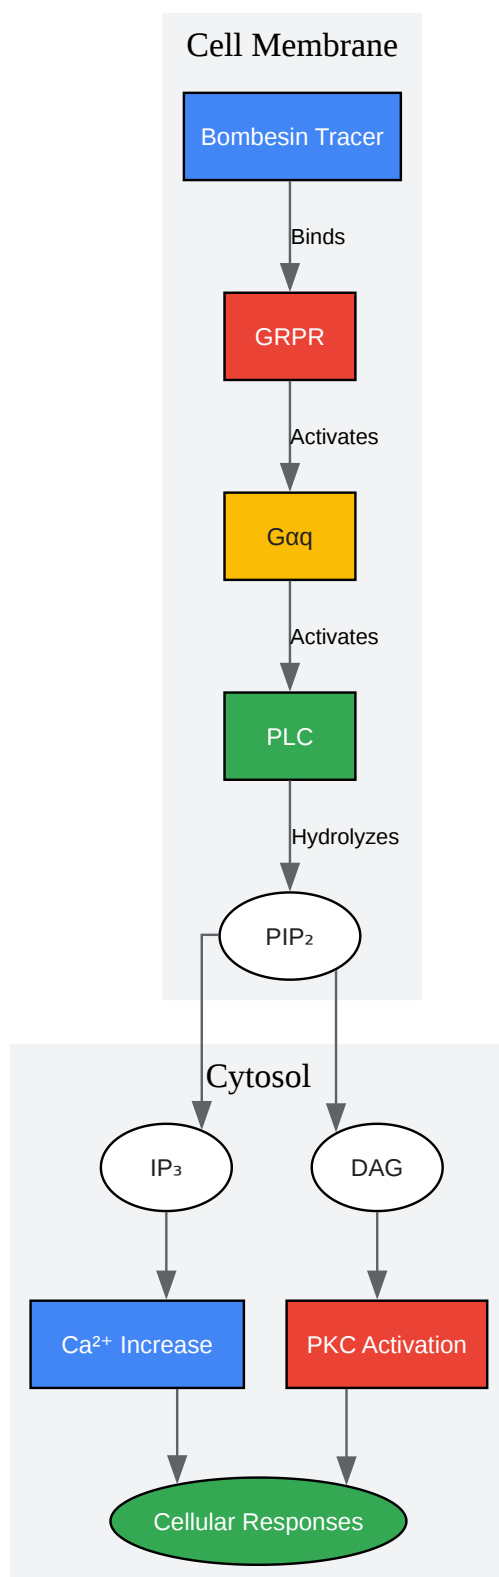 Cell Membrane
Bombesin Tracer
Binds
GRPR
Activates
Gαq
Activates
PLC
Hydrolyzes
PIP₂
Cytosol
IP₃
DAG
Ca²⁺ Increase
PKC Activation
Cellular Responses